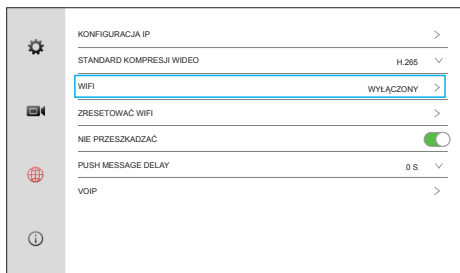 KONFIGURACJA IP
STANDARD KOMPRESJI WIDEO H.265
WIFI WYŁĄCZONY
ZRESETOWAĆ WIFI
NIE PRZESZKADZAĆ
PUSH MESSAGE DELAY 0 S
VOIP